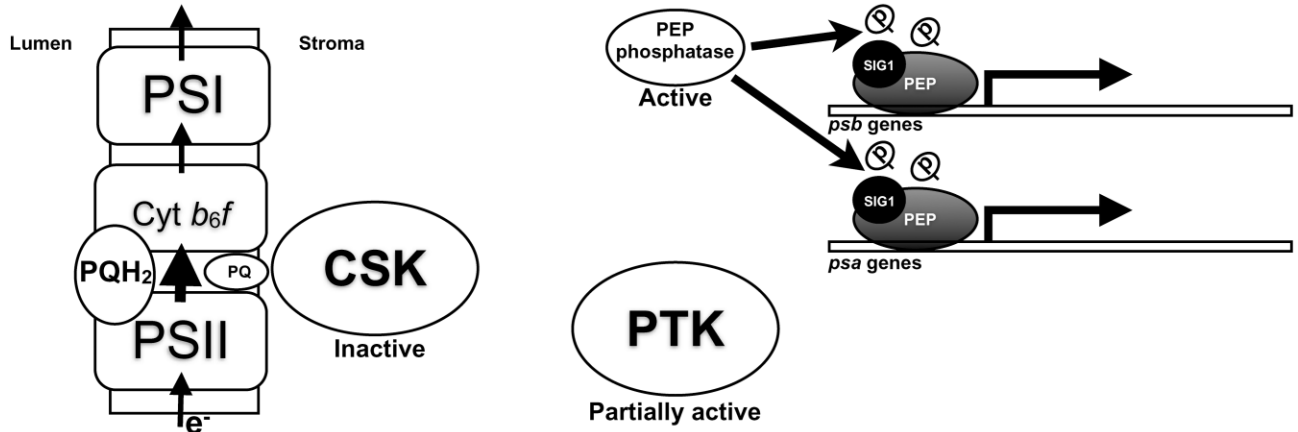 Lumen
Stroma
PSI
Cyt b₆f
PQH₂
PQ
PSII
e⁻
CSK
Inactive
PEP
phosphatase
Active
PTK
Partially active
P
P
SIG1
PEP
psb genes
P
P
SIG1
PEP
psa genes